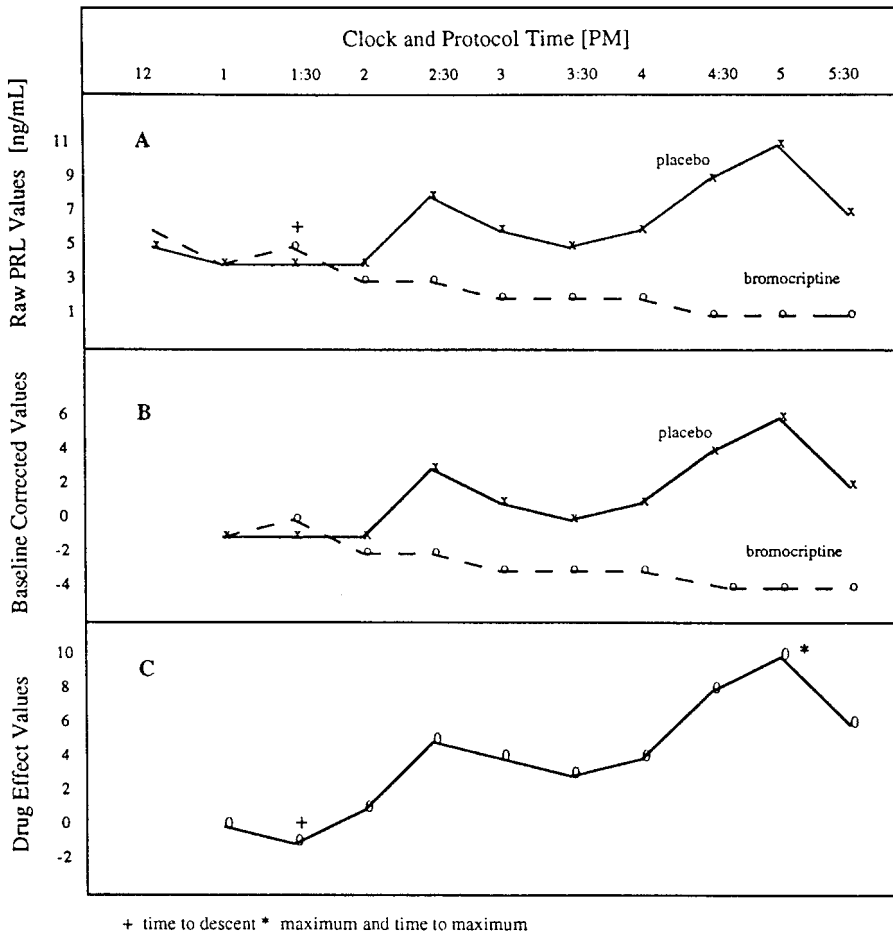 Clock and Protocol Time [PM]
12 1 1:30 2 2:30 3 3:30 4 4:30 5 5:30
Raw PRL Values [ng/mL]
A
11
9
7
5
3
1
+
placebo
bromocriptine
Baseline Corrected Values
B
6
4
2
0
-2
-4
placebo
bromocriptine
Drug Effect Values
C
10
8
6
4
2
0
-2
+
*
+ time to descent * maximum and time to maximum